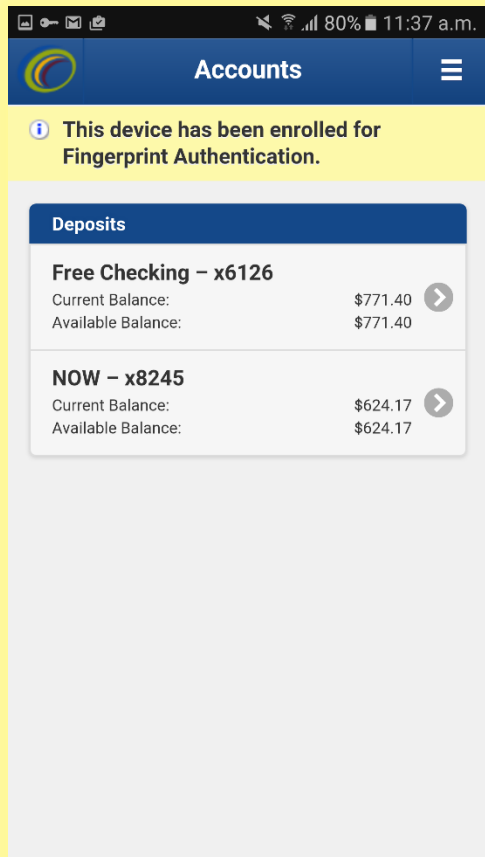 80% 11:37 a.m.
Accounts
This device has been enrolled for
Fingerprint Authentication.
Deposits
Free Checking – x6126
Current Balance: $771.40
Available Balance: $771.40
NOW – x8245
Current Balance: $624.17
Available Balance: $624.17